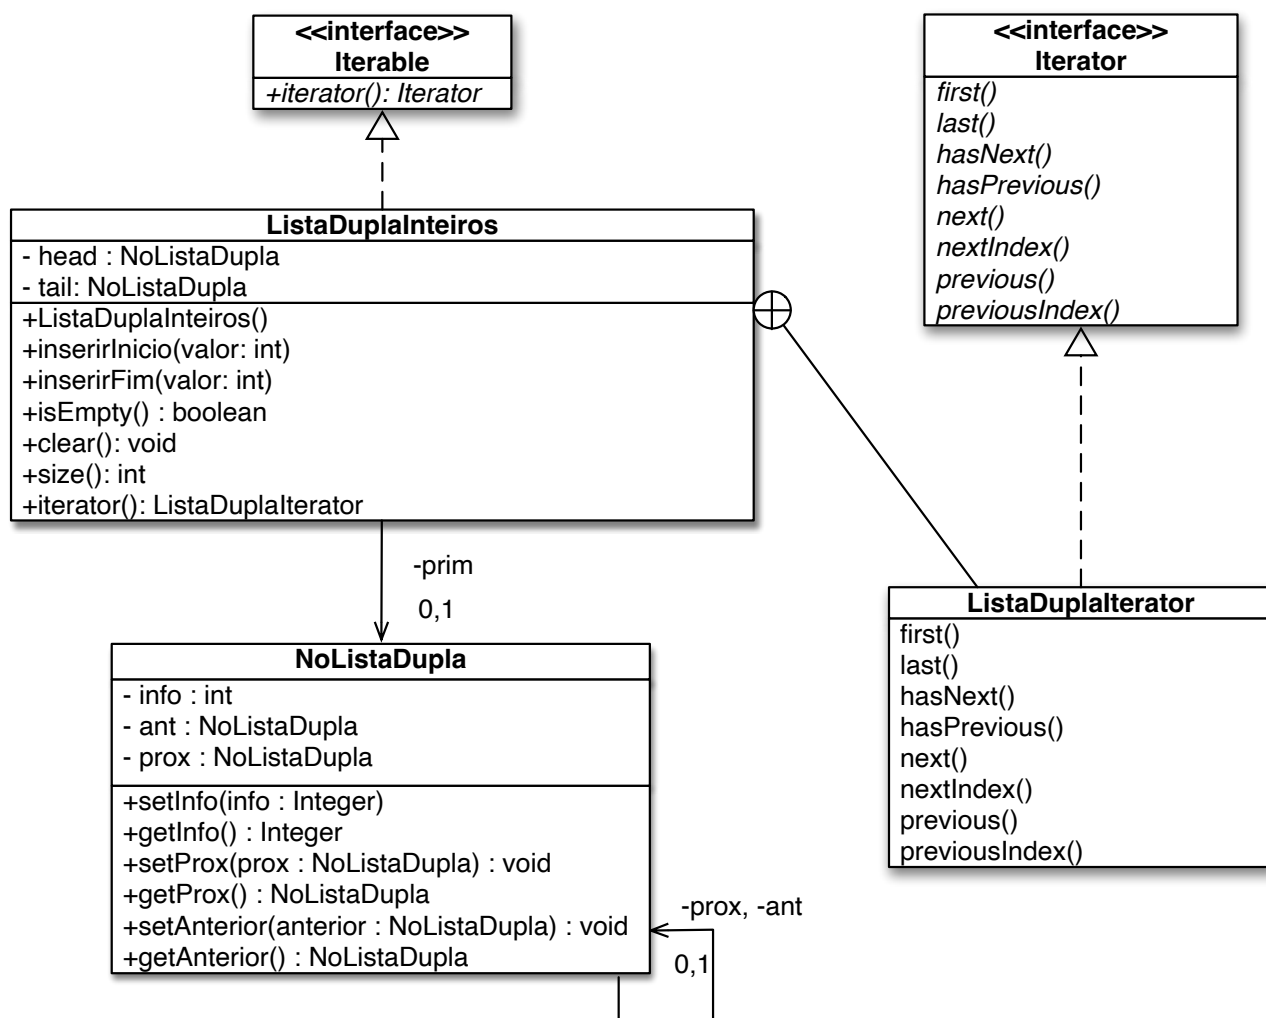 <<interface>>
Iterable
+iterator(): Iterator
<<interface>>
Iterator
first()
last()
hasNext()
hasPrevious()
next()
nextIndex()
previous()
previousIndex()
ListaDuplaInteiros
- head : NoListaDupla
- tail: NoListaDupla
+ListaDuplaInteiros()
+inserirInicio(valor: int)
+inserirFim(valor: int)
+isEmpty() : boolean
+clear(): void
+size(): int
+iterator(): ListaDuplaIterator
-prim
0,1
ListaDuplaIterator
first()
last()
hasNext()
hasPrevious()
next()
nextIndex()
previous()
previousIndex()
NoListaDupla
- info : int
- ant : NoListaDupla
- prox : NoListaDupla
+setInfo(info : Integer)
+getInfo() : Integer
+setProx(prox : NoListaDupla) : void
+getProx() : NoListaDupla
+setAnterior(anterior : NoListaDupla) : void
+getAnterior() : NoListaDupla
-prox, -ant
0,1